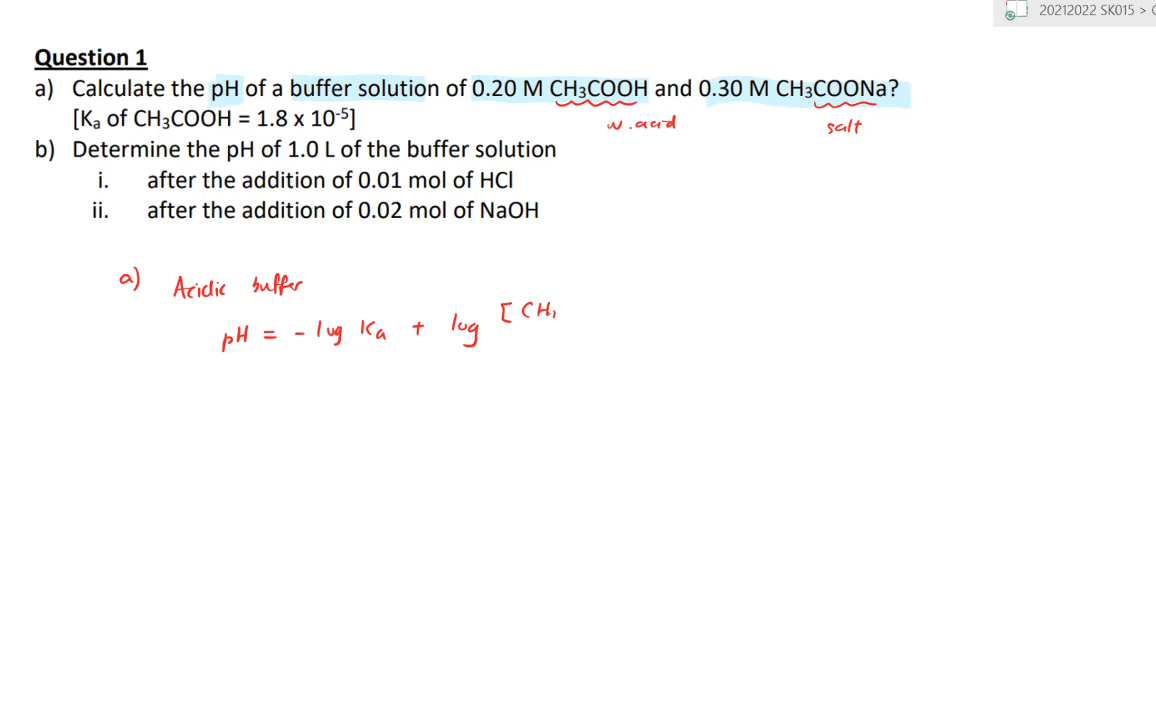 20212022 SK015 >
Question 1
a) Calculate the pH of a buffer solution of 0.20 M CH₃COOH and 0.30 M CH₃COONa?
[Kₐ of CH₃COOH = 1.8 x 10⁻⁵]
w.acid salt
b) Determine the pH of 1.0 L of the buffer solution
i. after the addition of 0.01 mol of HCl
ii. after the addition of 0.02 mol of NaOH
a) Acidic buffer
pH = - log Ka + log [CH₃